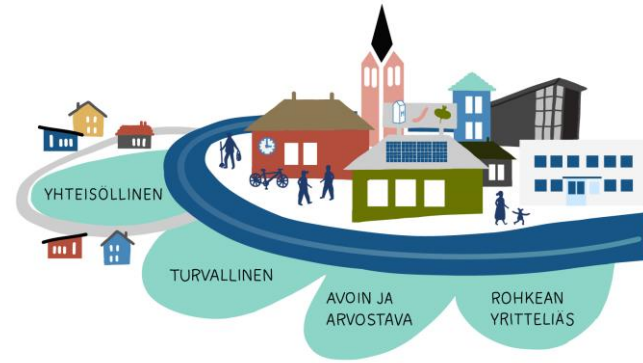 YHTEISÖLLINEN
TURVALLINEN
AVOIN JA
ARVOSTAVA
ROHKEAN
YRITTELIÄS